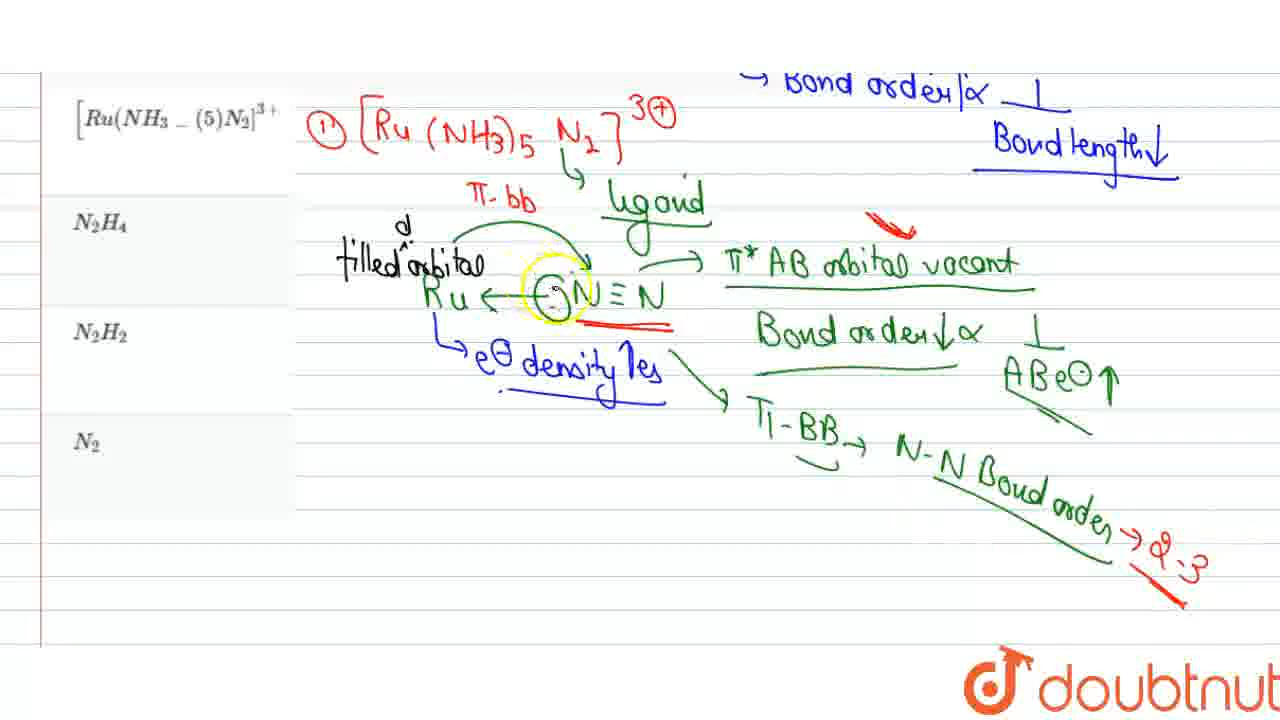 → Bond order/∝ 1
Bond length↓
[Ru(NH3 _ (5)N2]^3+
① [Ru (NH3)5 N2]^3⊕
π-bb
ligand
N2H4
d
filled^orbital
π* AB orbital vacant
Ru ← N ≡ N
N2H2
Bond order↓ ∝ 1
ABe⊖↑
e⊖ density↑es
π-BB→
N-N Bond order → 2-3
N2
doubtnut